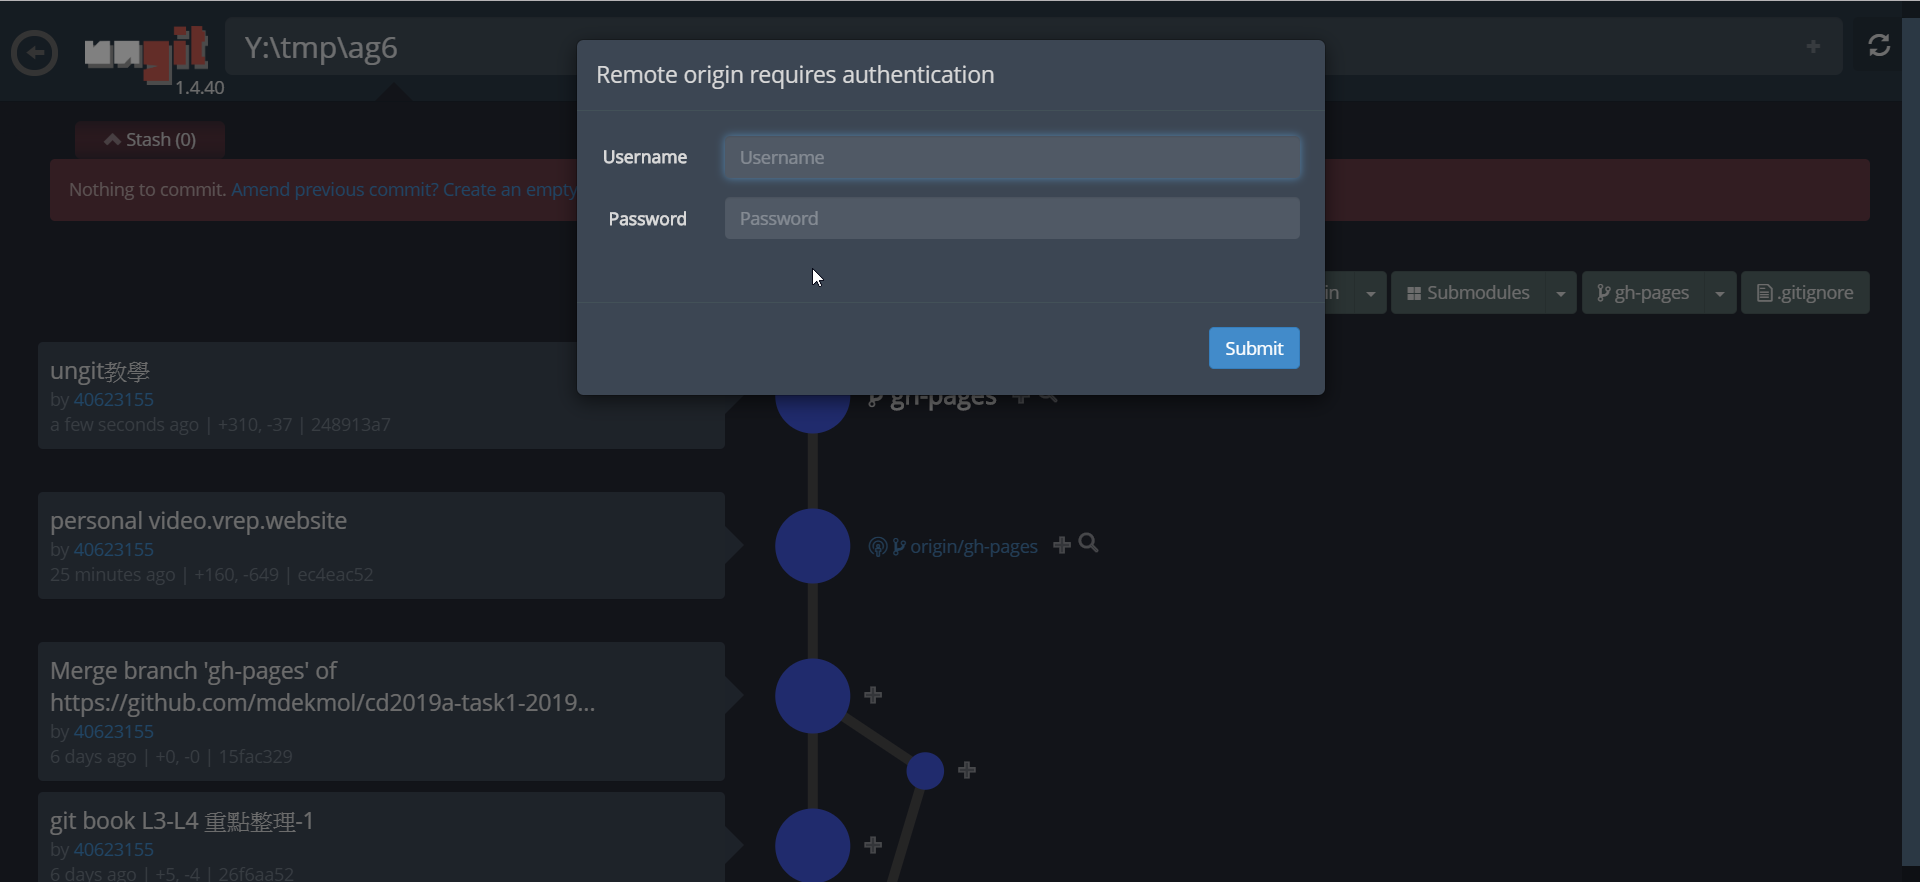 ungit
1.4.40
Y:\tmp\ag6
Remote origin requires authentication
Username
Username
Password
Password
Submit
Stash (0)
Nothing to commit. Amend previous commit? Create an empty
in
Submodules
gh-pages
.gitignore
ungit教學
by 40623155
a few seconds ago | +310, -37 | 248913a7
gh-pages
personal video.vrep.website
by 40623155
25 minutes ago | +160, -649 | ec4eac52
origin/gh-pages
Merge branch 'gh-pages' of
https://github.com/mdekmol/cd2019a-task1-2019...
by 40623155
6 days ago | +0, -0 | 15fac329
git book L3-L4 重點整理-1
by 40623155
6 days ago | +5, -4 | 26f6aa52